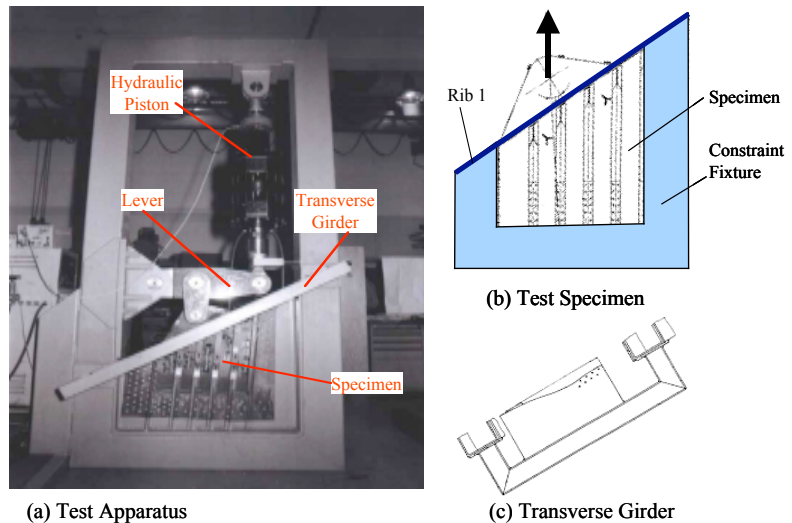 Hydraulic
Piston
Lever
Transverse
Girder
Specimen
(a) Test Apparatus
Rib 1
Specimen
Constraint
Fixture
(b) Test Specimen
(c) Transverse Girder